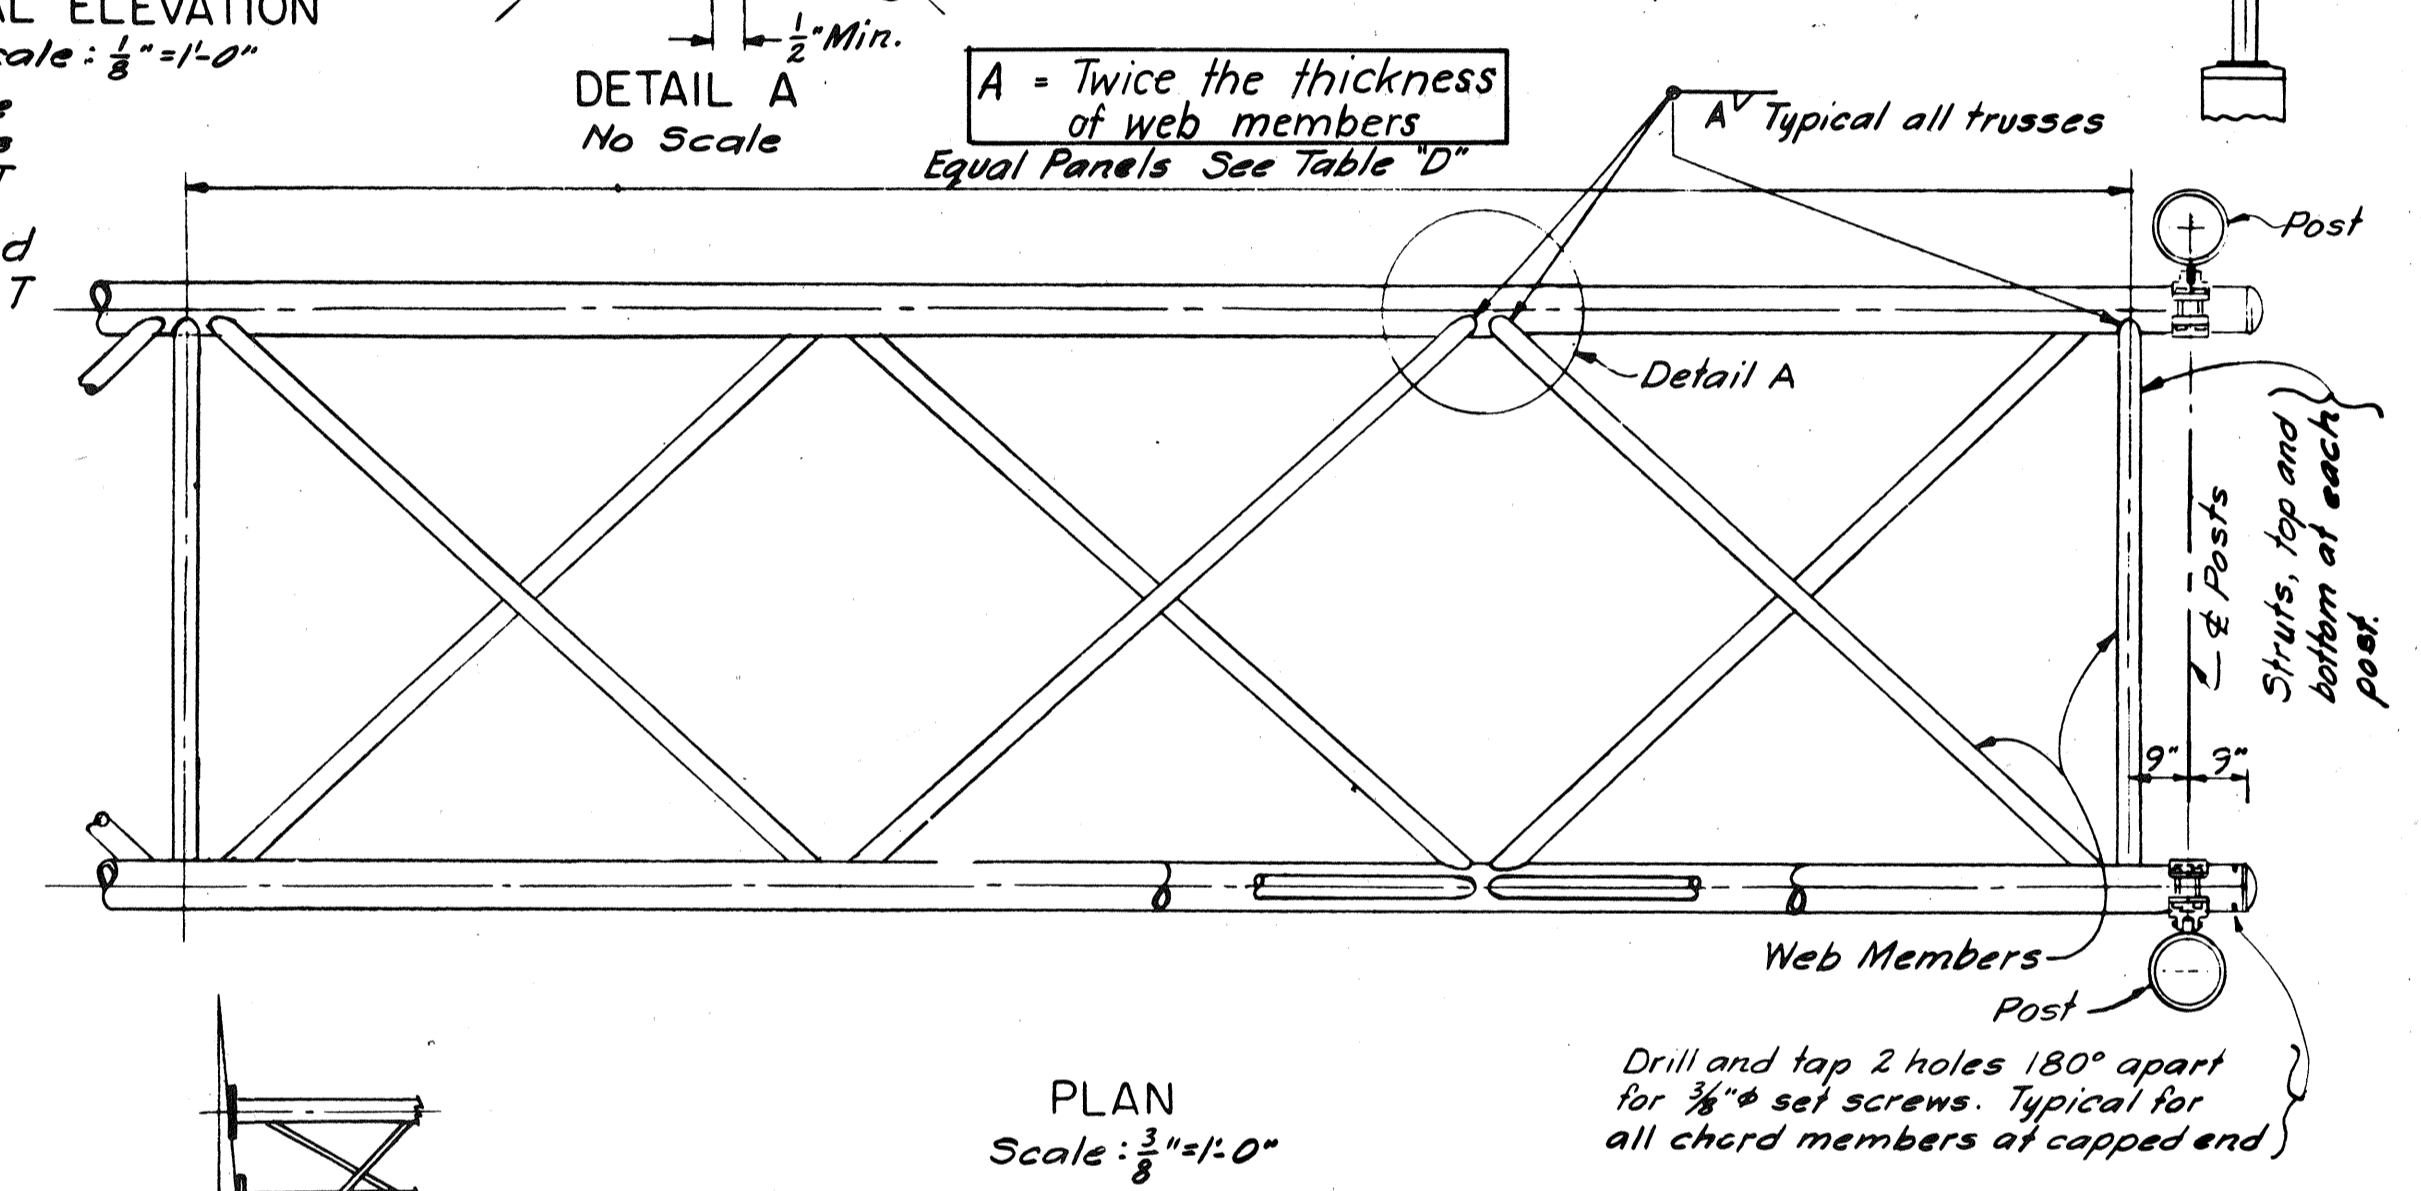 ELEVATION
Scale: 1/8" = 1'-0"
d
T
1/2" Min.
DETAIL A
No Scale
A = Twice the thickness
of web members
Equal Panels See Table "D"
A Typical all trusses
Post
Detail A
Struts, top and
bottom at each
post.
℄ Posts
9" 9"
Web Members
Post
Drill and tap 2 holes 180° apart
for 3/8"ø set screws. Typical for
all chord members at capped end
PLAN
Scale: 3/8" = 1'-0"